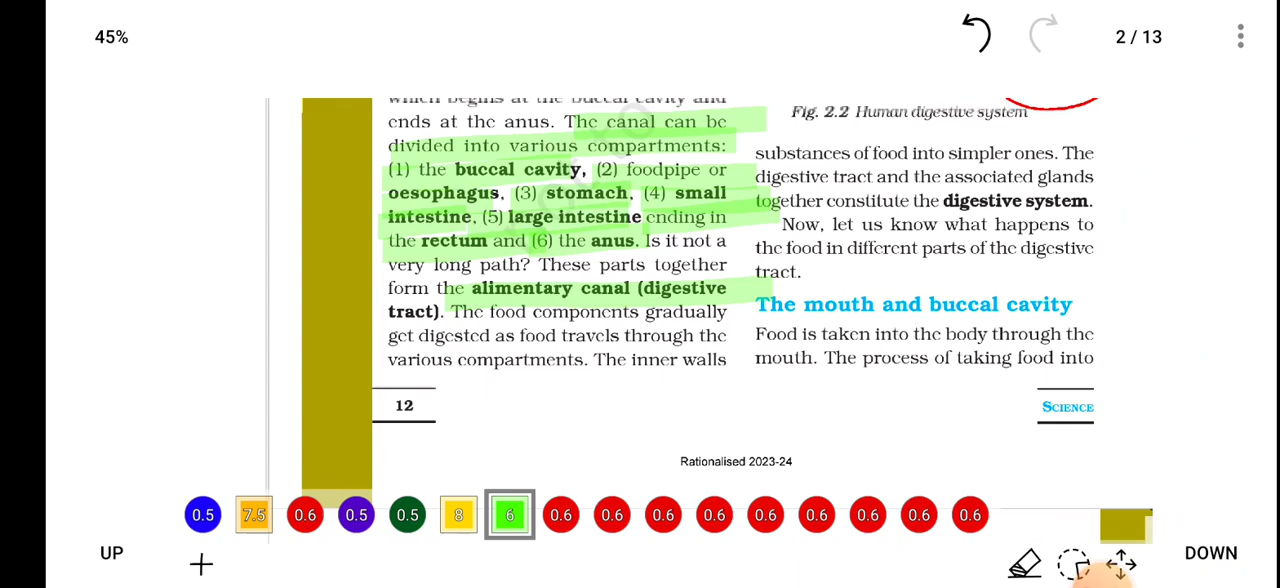 45%
2 / 13
which begins at the buccal cavity and
ends at the anus. The canal can be
divided into various compartments:
(1) the buccal cavity, (2) foodpipe or
oesophagus, (3) stomach, (4) small
intestine, (5) large intestine ending in
the rectum and (6) the anus. Is it not a
very long path? These parts together
form the alimentary canal (digestive
tract). The food components gradually
get digested as food travels through the
various compartments. The inner walls
12
Fig. 2.2 Human digestive system
substances of food into simpler ones. The
digestive tract and the associated glands
together constitute the digestive system.
Now, let us know what happens to
the food in different parts of the digestive
tract.
The mouth and buccal cavity
Food is taken into the body through the
mouth. The process of taking food into
SCIENCE
Rationalised 2023-24
0.5 7.5 0.6 0.5 0.5 8 6 0.6 0.6 0.6 0.6 0.6 0.6 0.6 0.6 0.6
UP
DOWN